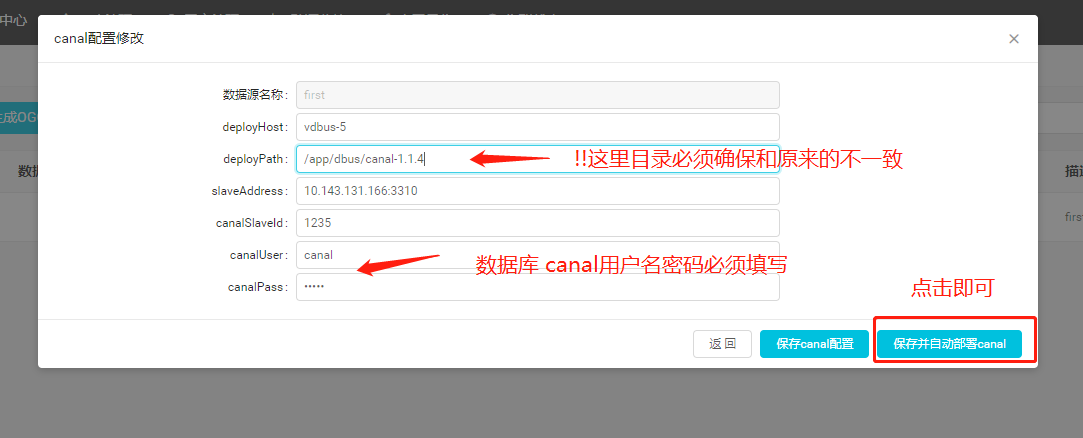 中心
canal配置修改
数据源名称:
first
deployHost:
vdbus-5
deployPath:
/app/dbus/canal-1.1.4
!!这里目录必须确保和原来的不一致
slaveAddress:
10.143.131.166:3310
canalSlaveId:
1235
canalUser:
canal
数据库 canal用户名密码必须填写
canalPass:
•••••
点击即可
返 回
保存canal配置
保存并自动部署canal
生成OG
数据
描述
first